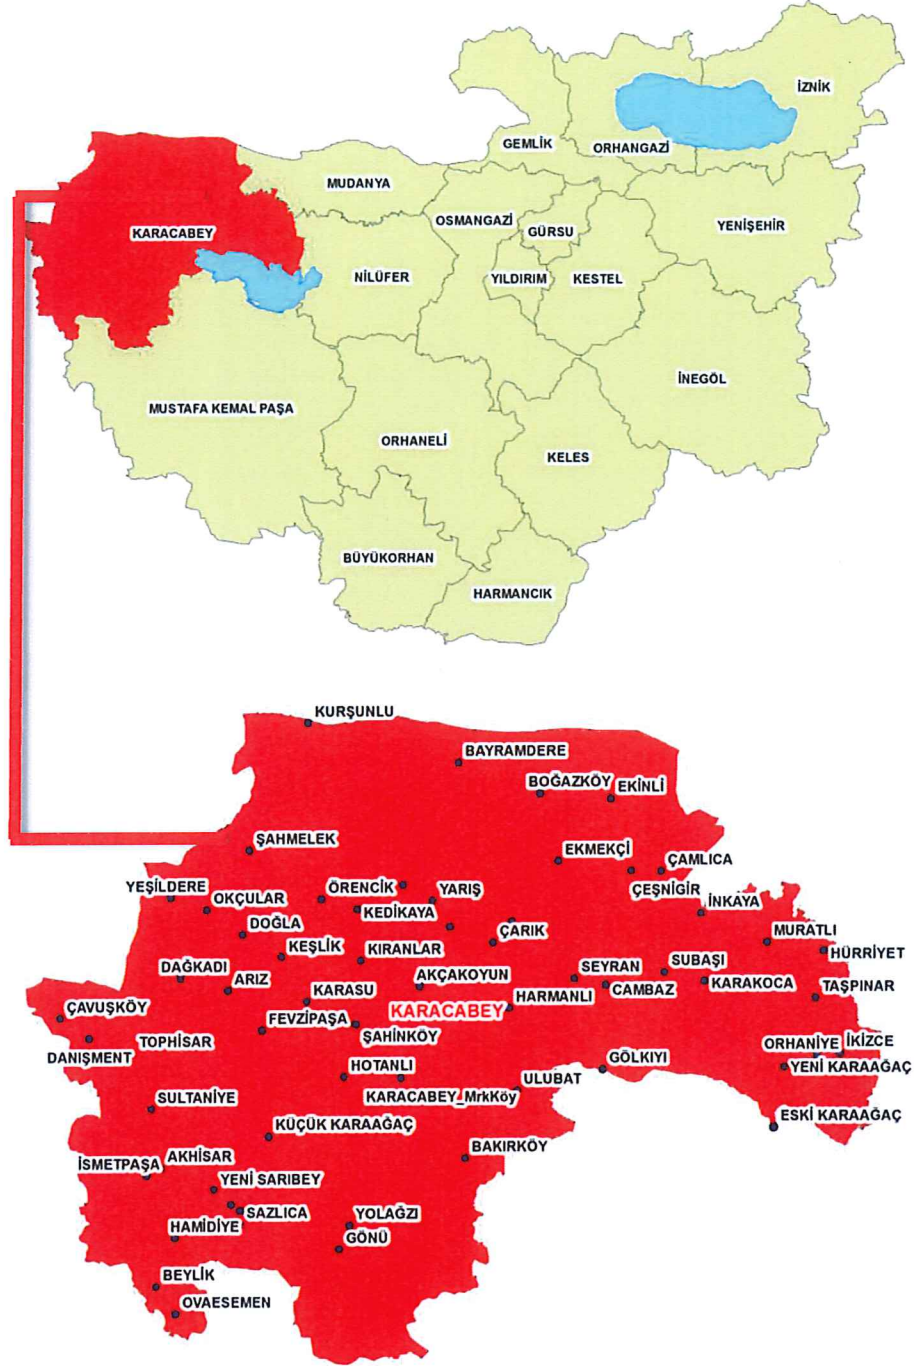 İZNİK
GEMLİK
ORHANGAZİ
MUDANYA
OSMANGAZİ
GÜRSU
YENİŞEHİR
KARACABEY
NİLÜFER
YILDIRIM
KESTEL
İNEGÖL
MUSTAFA KEMAL PAŞA
ORHANELİ
KELES
BÜYÜKORHAN
HARMANCIK
KURŞUNLU
BAYRAMDERE
BOĞAZKÖY
EKİNLİ
ŞAHMELEK
EKMEKÇİ
ÇAMLICA
YEŞİLDERE
ÖRENCİK
YARIŞ
ÇEŞNİGİR
OKÇULAR
KEDİKAYA
İNKAYA
DOĞLA
ÇARIK
MURATLI
KEŞLİK
KIRANLAR
HÜRRİYET
DAĞKADI
AKÇAKOYUN
SEYRAN
SUBAŞI
ARIZ
KARASU
HARMANLI
CAMBAZ
KARAKOCA
TAŞPINAR
ÇAVUŞKÖY
KARACABEY
FEVZİPAŞA
ŞAHİNKÖY
DANIŞMENT
TOPHİSAR
ORHANİYE
İKİZCE
HOTANLI
GÖLKIYI
YENİ KARAAĞAÇ
ULUBAT
SULTANİYE
KARACABEY_MrkKöy
KÜÇÜK KARAAĞAÇ
ESKİ KARAAĞAÇ
BAKIRKÖY
İSMETPAŞA
AKHİSAR
YENİ SARIBEY
SAZLICA
YOLAĞZI
HAMİDİYE
GÖNÜ
BEYLİK
OVAESEMEN